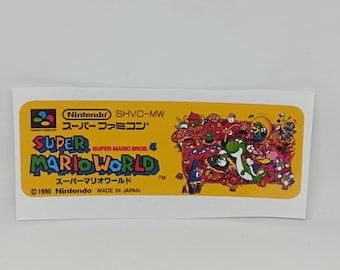 Nintendo SHVC-MW
スーパーファミコン
SUPER
SUPER MARIO BROS. 4
MARIO WORLD™
スーパーマリオワールド
© 1990 Nintendo MADE IN JAPAN